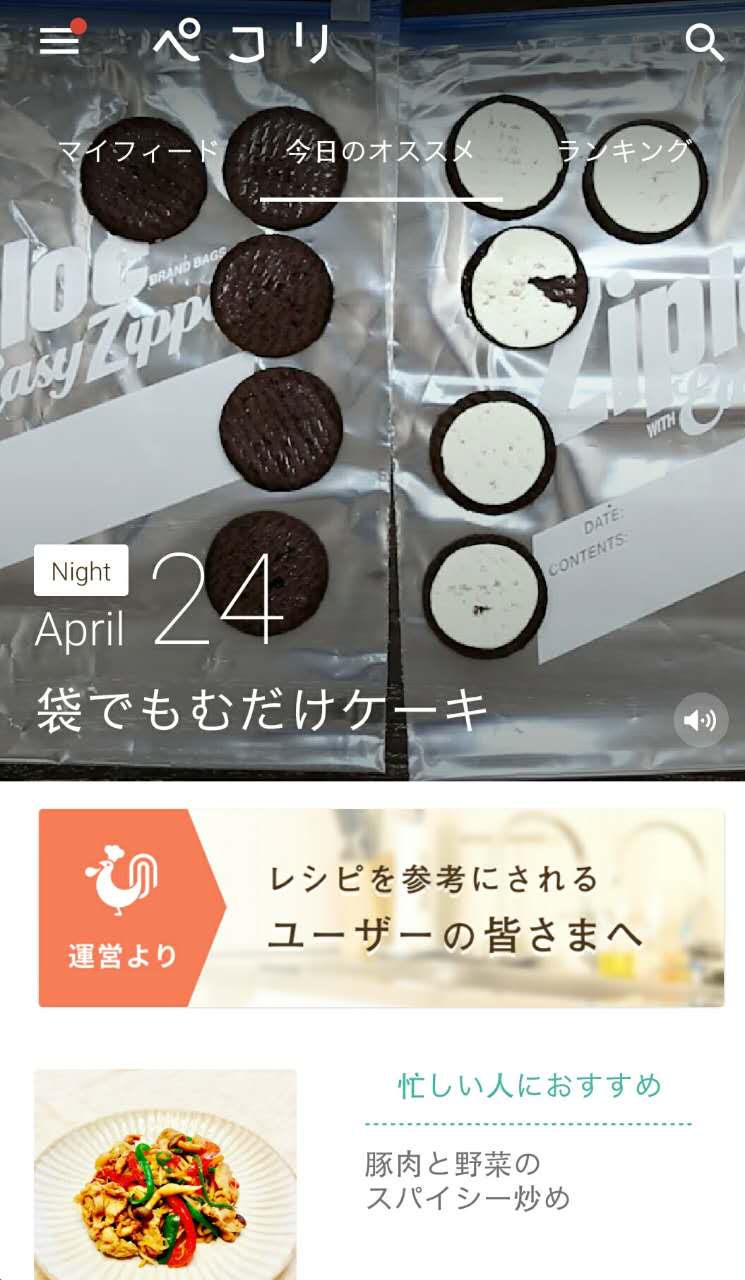 ペコリ
マイフィード
今日のオススメ
ランキング
loc
BRAND BAGS
Easy Zippe
Ziplo
WITH
DATE:
CONTENTS:
Night
April 24
袋でもむだけケーキ
運営より
レシピを参考にされる
ユーザーの皆さまへ
忙しい人におすすめ
豚肉と野菜の
スパイシー炒め